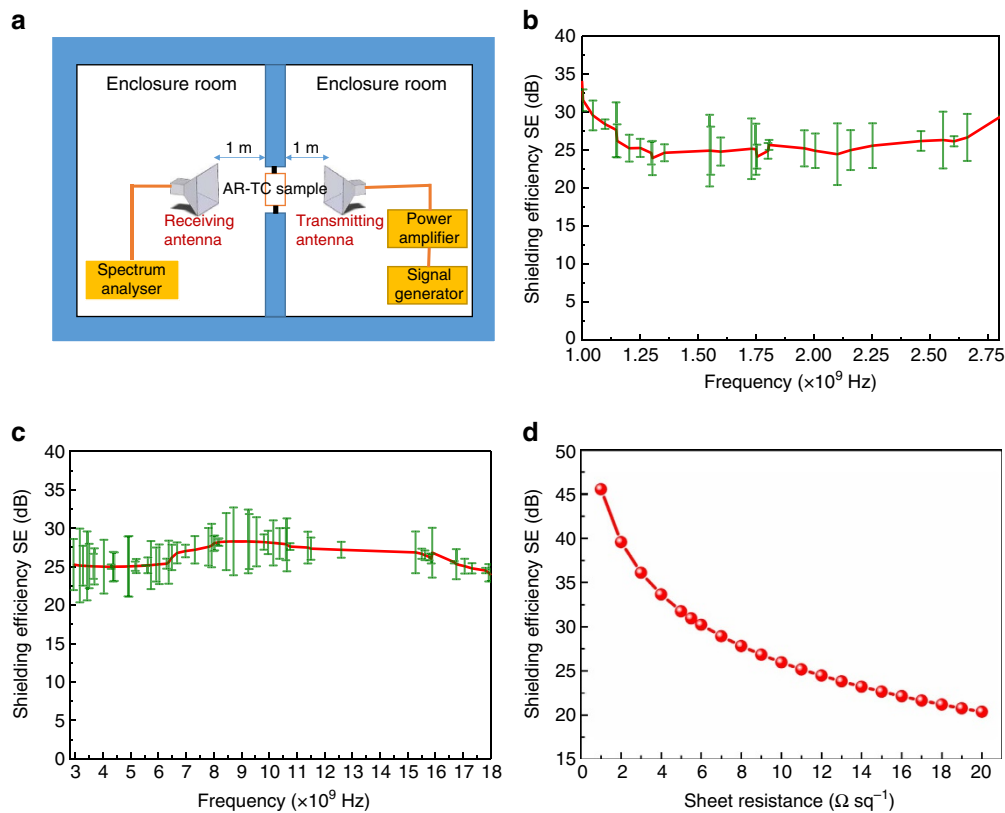 a
Enclosure room
Enclosure room
1 m
1 m
AR-TC sample
Receiving
antenna
Transmitting
antenna
Power
amplifier
Spectrum
analyser
Signal
generator
b
Shielding efficiency SE (dB)
40
35
30
25
20
15
10
5
0
1.00 1.25 1.50 1.75 2.00 2.25 2.50 2.75
Frequency (×10⁹ Hz)
c
Shielding efficiency SE (dB)
40
35
30
25
20
15
10
5
0
3 4 5 6 7 8 9 10 11 12 13 14 15 16 17 18
Frequency (×10⁹ Hz)
d
Shielding efficiency SE (dB)
50
45
40
35
30
25
20
15
0 2 4 6 8 10 12 14 16 18 20
Sheet resistance (Ω sq⁻¹)